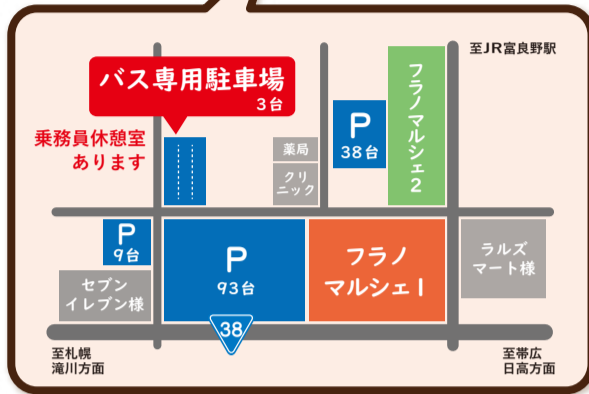 至JR富良野駅
バス専用駐車場
3台
乗務員休憩室
あります
P
38台
フラノマルシェ2
薬局
クリ
ニック
P
9台
P
93台
フラノ
マルシェ1
ラルズ
マート様
セブン
イレブン様
38
至札幌
滝川方面
至帯広
日高方面